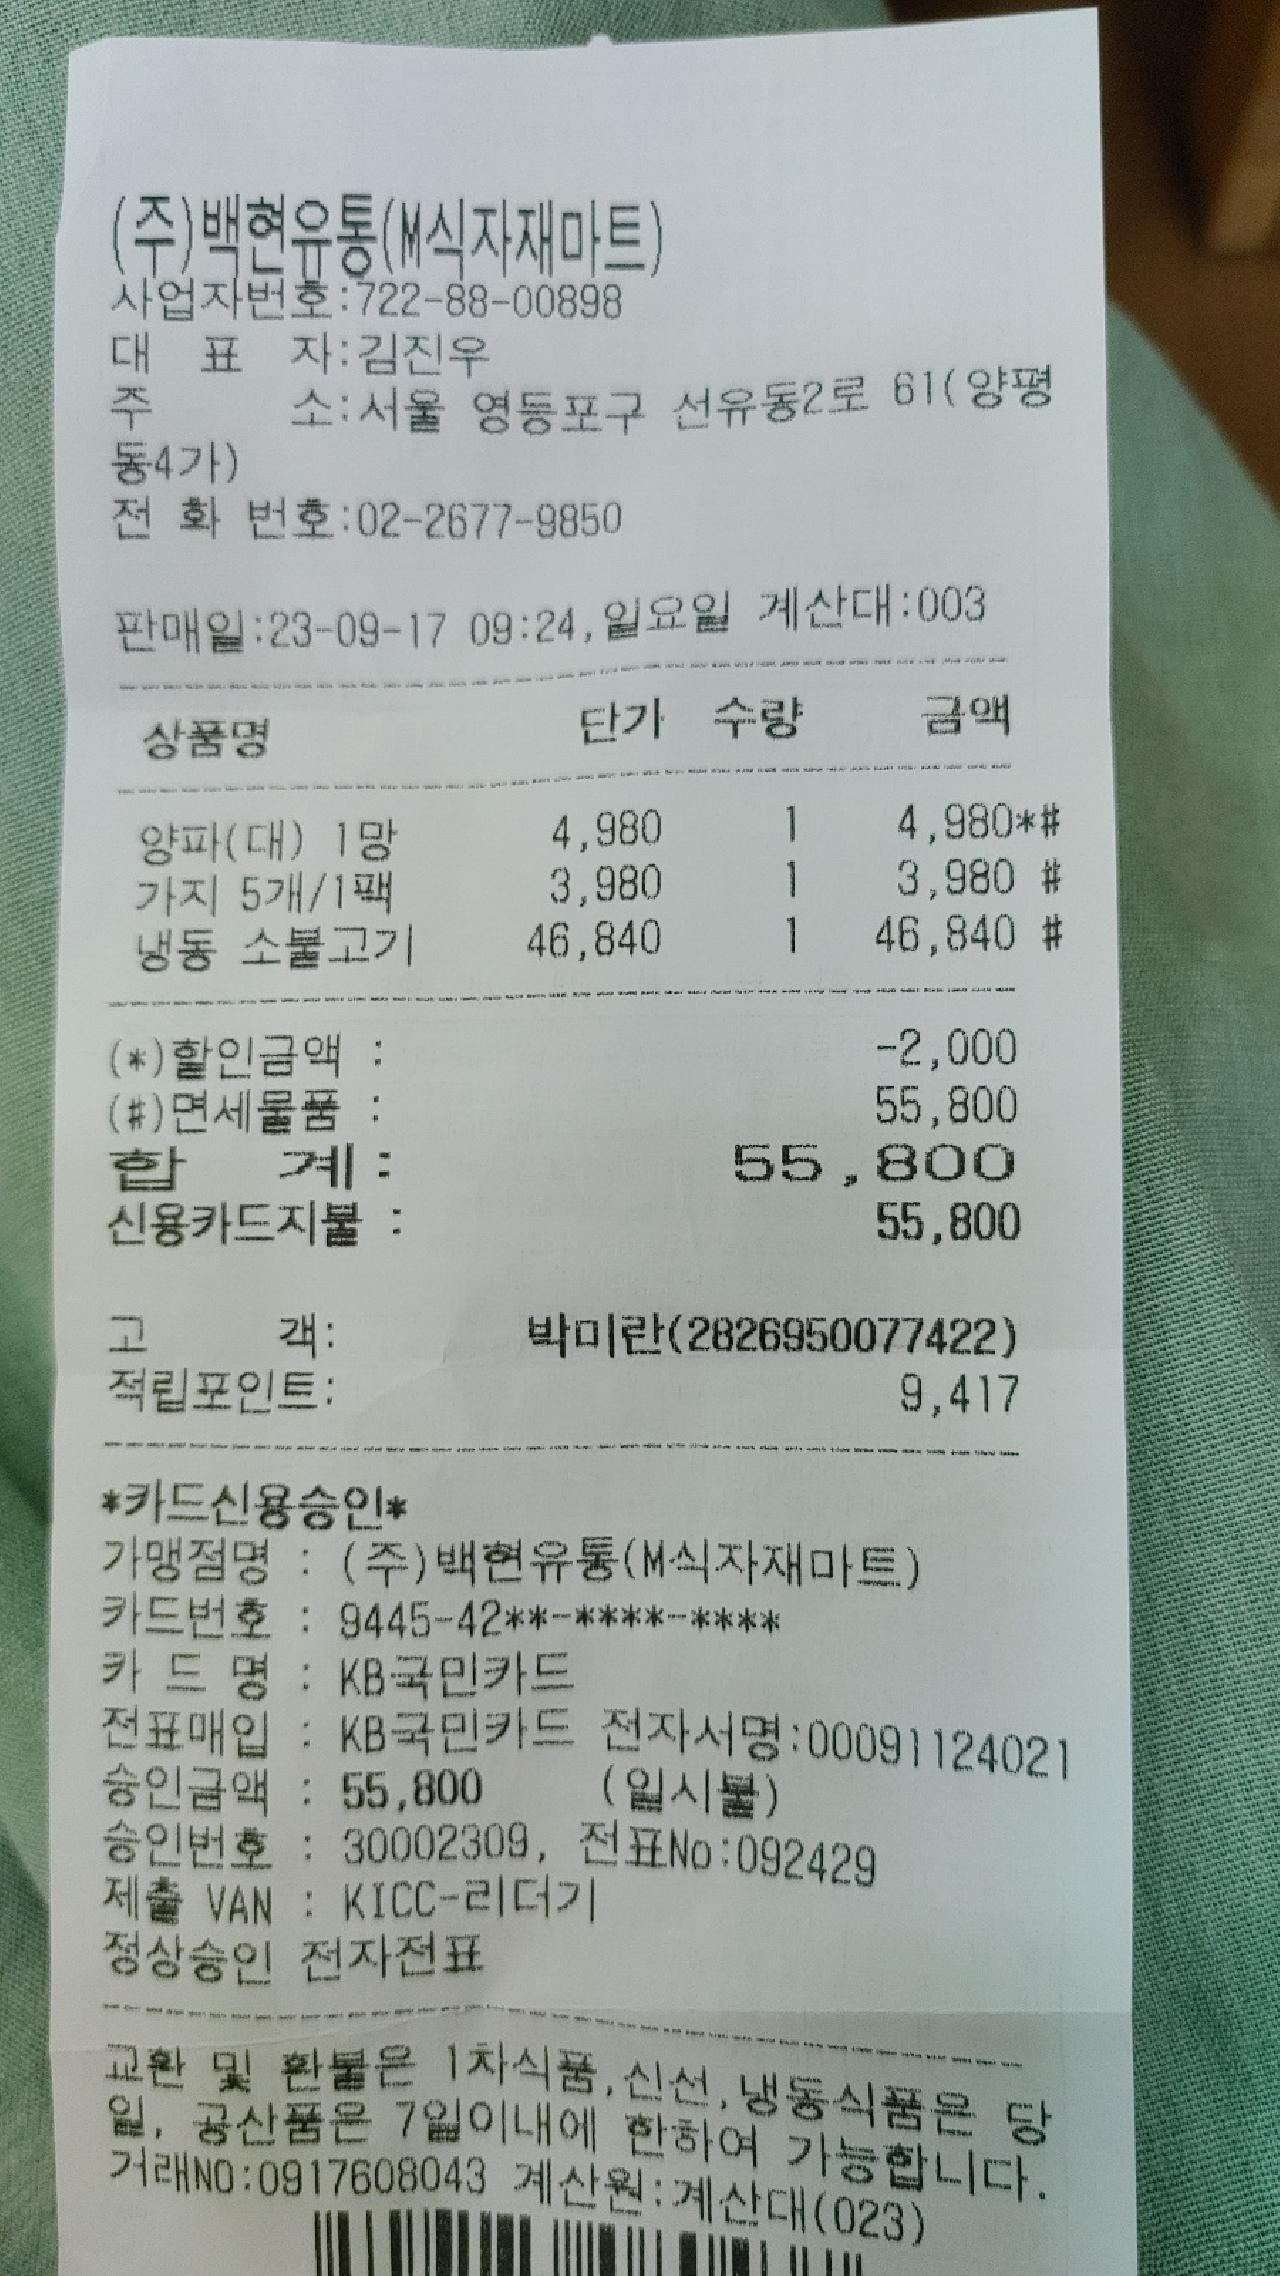 (주)백현유통(M식자재마트)
사업자번호:722-88-00898
대 표 자:김진우
주 소:서울 영등포구 선유동2로 61(양평
동4가)
전 화 번호:02-2677-9850
판매일:23-09-17 09:24,일요일 계산대:003
상품명 단가 수량 금액
양파(대) 1망 4,980 1 4,980*#
가지 5개/1팩 3,980 1 3,980 #
냉동 소불고기 46,840 1 46,840 #
(*)할인금액 : -2,000
(#)면세물품 : 55,800
합 계: 55,800
신용카드지불 : 55,800
고 객: 박미란(2826950077422)
적립포인트: 9,417
*카드신용승인*
가맹점명 : (주)백현유통(M식자재마트)
카드번호 : 9445-42**-****-****
카 드 명 : KB국민카드
전표매입 : KB국민카드 전자서명:00091124021
승인금액 : 55,800 (일시불)
승인번호 : 30002309, 전표No:092429
제출 VAN : KICC-리더기
정상승인 전자전표
교환 및 환불은 1차식품,신선,냉동식품은 당
일, 공산품은 7일이내에 한하여 가능합니다.
거래NO:0917608043 계산원:계산대(023)